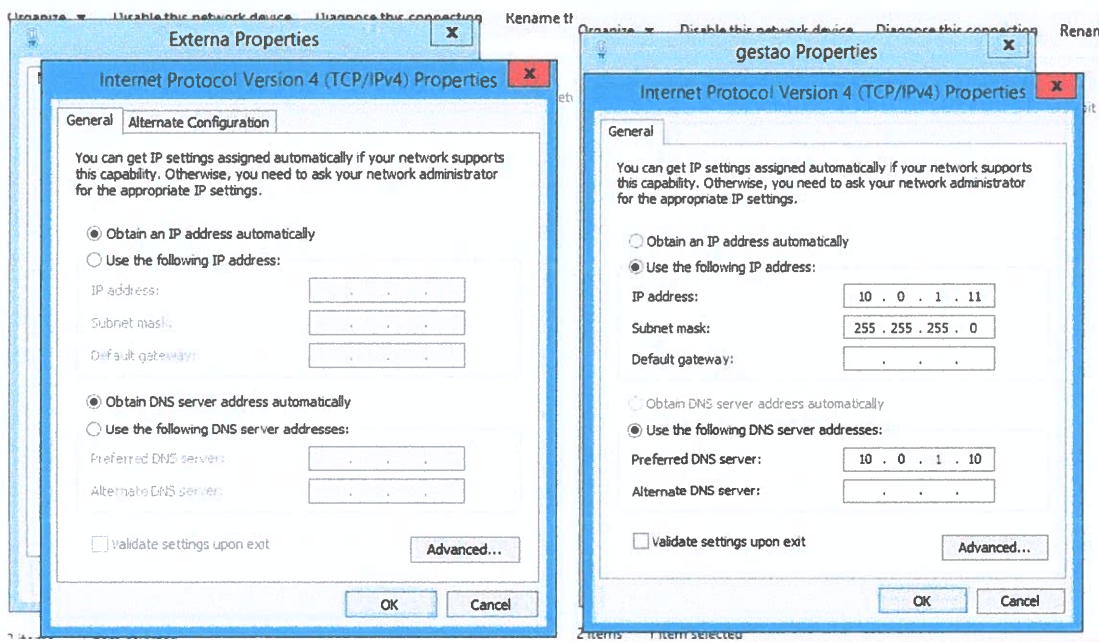 Organize Disable this network device Diagnose this connection Rename th
Externa Properties
Internet Protocol Version 4 (TCP/IPv4) Properties
General Alternate Configuration
You can get IP settings assigned automatically if your network supports
this capability. Otherwise, you need to ask your network administrator
for the appropriate IP settings.
Obtain an IP address automatically
Use the following IP address:
IP address:
Subnet mask:
Default gateway:
Obtain DNS server address automatically
Use the following DNS server addresses:
Preferred DNS server:
Alternate DNS server:
Validate settings upon exit
Advanced...
OK Cancel
Organize Disable this network device Diagnose this connection Renan
gestao Properties
Internet Protocol Version 4 (TCP/IPv4) Properties
General
You can get IP settings assigned automatically if your network supports
this capability. Otherwise, you need to ask your network administrator
for the appropriate IP settings.
Obtain an IP address automatically
Use the following IP address:
IP address: 10 . 0 . 1 . 11
Subnet mask: 255 . 255 . 255 . 0
Default gateway: . . .
Obtain DNS server address automatically
Use the following DNS server addresses:
Preferred DNS server: 10 . 0 . 1 . 10
Alternate DNS server: . . .
Validate settings upon exit
Advanced...
OK Cancel
2 items 1 item selected